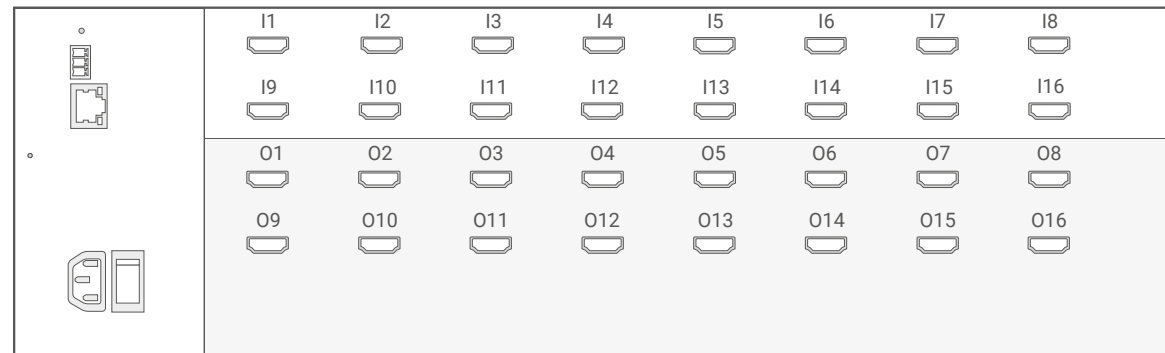 I1 I2 I3 I4 I5 I6 I7 I8
I9 I10 I11 I12 I13 I14 I15 I16
O1 O2 O3 O4 O5 O6 O7 O8
O9 O10 O11 O12 O13 O14 O15 O16